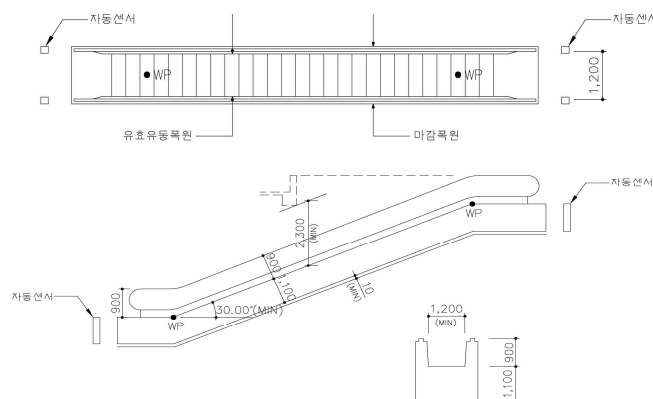 자동센서
자동센서
WP
WP
1,200
유효유동폭원
마감폭원
자동센서
WP
2,300
(MIN)
900
1,100
10
(MIN)
900
자동센서
30.00°(MIN)
WP
1,200
(MIN)
900
1,100